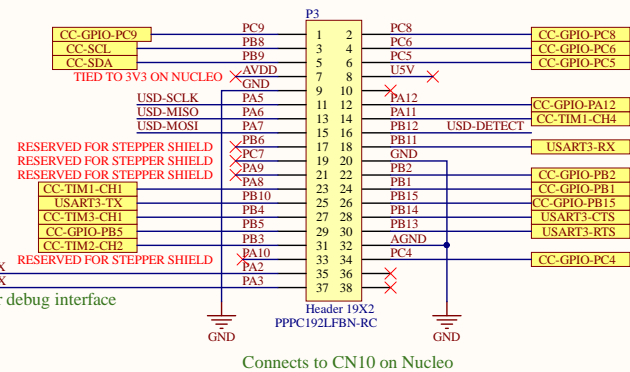 P3
CC-GPIO-PC9 PC9 1 2 PC8 CC-GPIO-PC8
CC-SCL PB8 3 4 PC6 CC-GPIO-PC6
CC-SDA PB9 5 6 PC5 CC-GPIO-PC5
TIED TO 3V3 ON NUCLEO AVDD 7 8 U5V
GND 9 10
USD-SCLK PA5 11 12 PA12 CC-GPIO-PA12
USD-MISO PA6 13 14 PA11 CC-TIM1-CH4
USD-MOSI PA7 15 16 PB12 USD-DETECT
RESERVED FOR STEPPER SHIELD PB6 17 18 PB11 USART3-RX
RESERVED FOR STEPPER SHIELD PC7 19 20 GND
RESERVED FOR STEPPER SHIELD PA9 21 22 PB2 CC-GPIO-PB2
CC-TIM1-CH1 PA8 23 24 PB1 CC-GPIO-PB1
USART3-TX PB10 25 26 PB15 CC-GPIO-PB15
CC-TIM3-CH1 PB4 27 28 PB14 USART3-CTS
CC-GPIO-PB5 PB5 29 30 PB13 USART3-RTS
CC-TIM2-CH2 PB3 31 32 AGND
RESERVED FOR STEPPER SHIELD PA10 33 34 PC4 CC-GPIO-PC4
X PA2 35 36
X PA3 37 38
debug interface
Header 19X2
PPPC192LFBN-RC
GND GND
Connects to CN10 on Nucleo